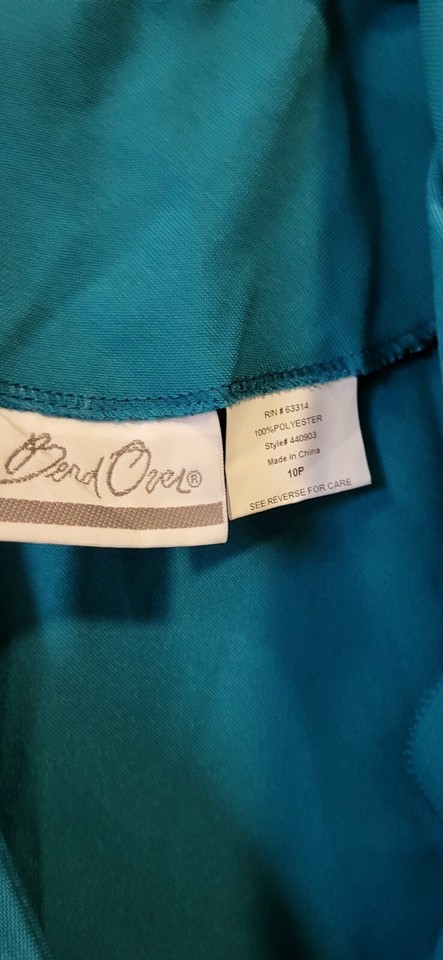 Bend Over®
RN # 63314
100%POLYESTER
Style# 440903
Made in China
10P
SEE REVERSE FOR CARE